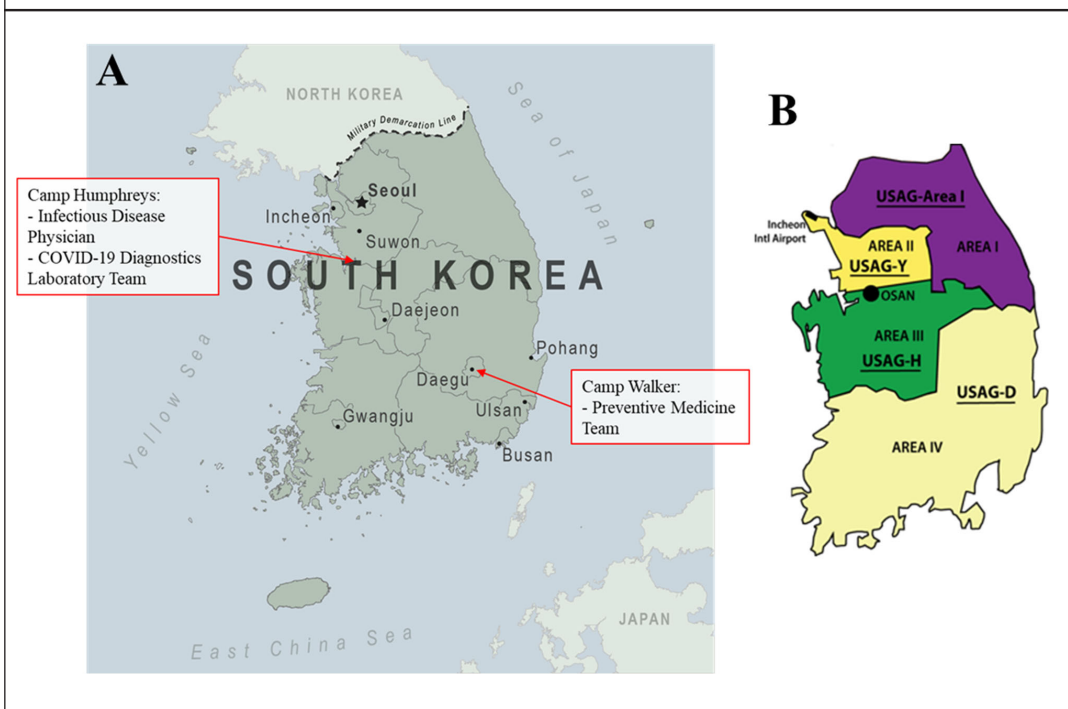 A
NORTH KOREA
Military Demarcation Line
Sea of Japan
Camp Humphreys:
- Infectious Disease
Physician
- COVID-19 Diagnostics
Laboratory Team
Seoul
Incheon
Suwon
SOUTH KOREA
Daejeon
Pohang
Daegu
Camp Walker:
- Preventive Medicine
Team
Ulsan
Gwangju
Busan
Yellow Sea
JAPAN
East China Sea
B
USAG-Area I
Incheon
Intl Airport
AREA II
USAG-Y
AREA I
OSAN
AREA III
USAG-H
USAG-D
AREA IV